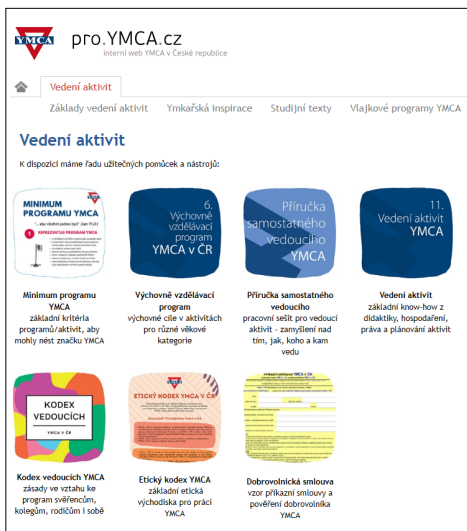 YMCA
pro.YMCA.cz
interní web YMCA v České republice
Vedení aktivit
Základy vedení aktivit
Ymkařská inspirace
Studijní texty
Vlajkové programy YMCA
Vedení aktivit
K dispozici máme řadu užitečných pomůcek a nástrojů:
MINIMUM
PROGRAMU YMCA
1 REPREZENTUJE PROGRAM YMCA
6.
Výchovně
vzdělávací
program
YMCA v ČR
Příručka
samostatného
vedoucího
YMCA
11.
Vedení aktivit
YMCA
Minimum programu
YMCA
základní kritéria
programů/aktivit, aby
mohly nést značku YMCA
Výchovně vzdělávací
program
výchovné cíle v aktivitách
pro různé věkové
kategorie
Příručka samostatného
vedoucího
pracovní sešit pro vedoucí
aktivit - zamyšlení nad
tím, jak, koho a kam
vedu
Vedení aktivit
základní know-how z
didaktiky, hospodaření,
práva a plánování aktivit
KODEX
VEDOUCÍCH
YMCA V ČR
YMCA
ETICKÝ KODEX YMCA V ČR
Kodex vedoucích YMCA
zásady ve vztahu ke
program svěřencům,
kolegům, rodičům i sobě
Etický kodex YMCA
základní etická
východiska pro práci
YMCA
Dobrovolnická smlouva
vzor příkazní smlouvy a
pověření dobrovolníka
YMCA